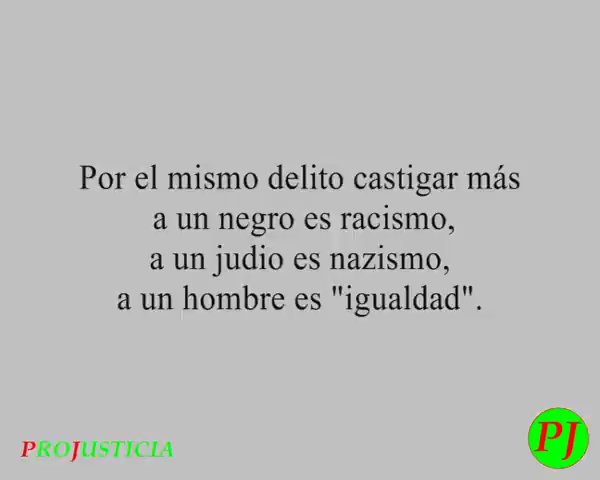 Por el mismo delito castigar más
a un negro es racismo,
a un judio es nazismo,
a un hombre es "igualdad".
PROJUSTICIA
PJ